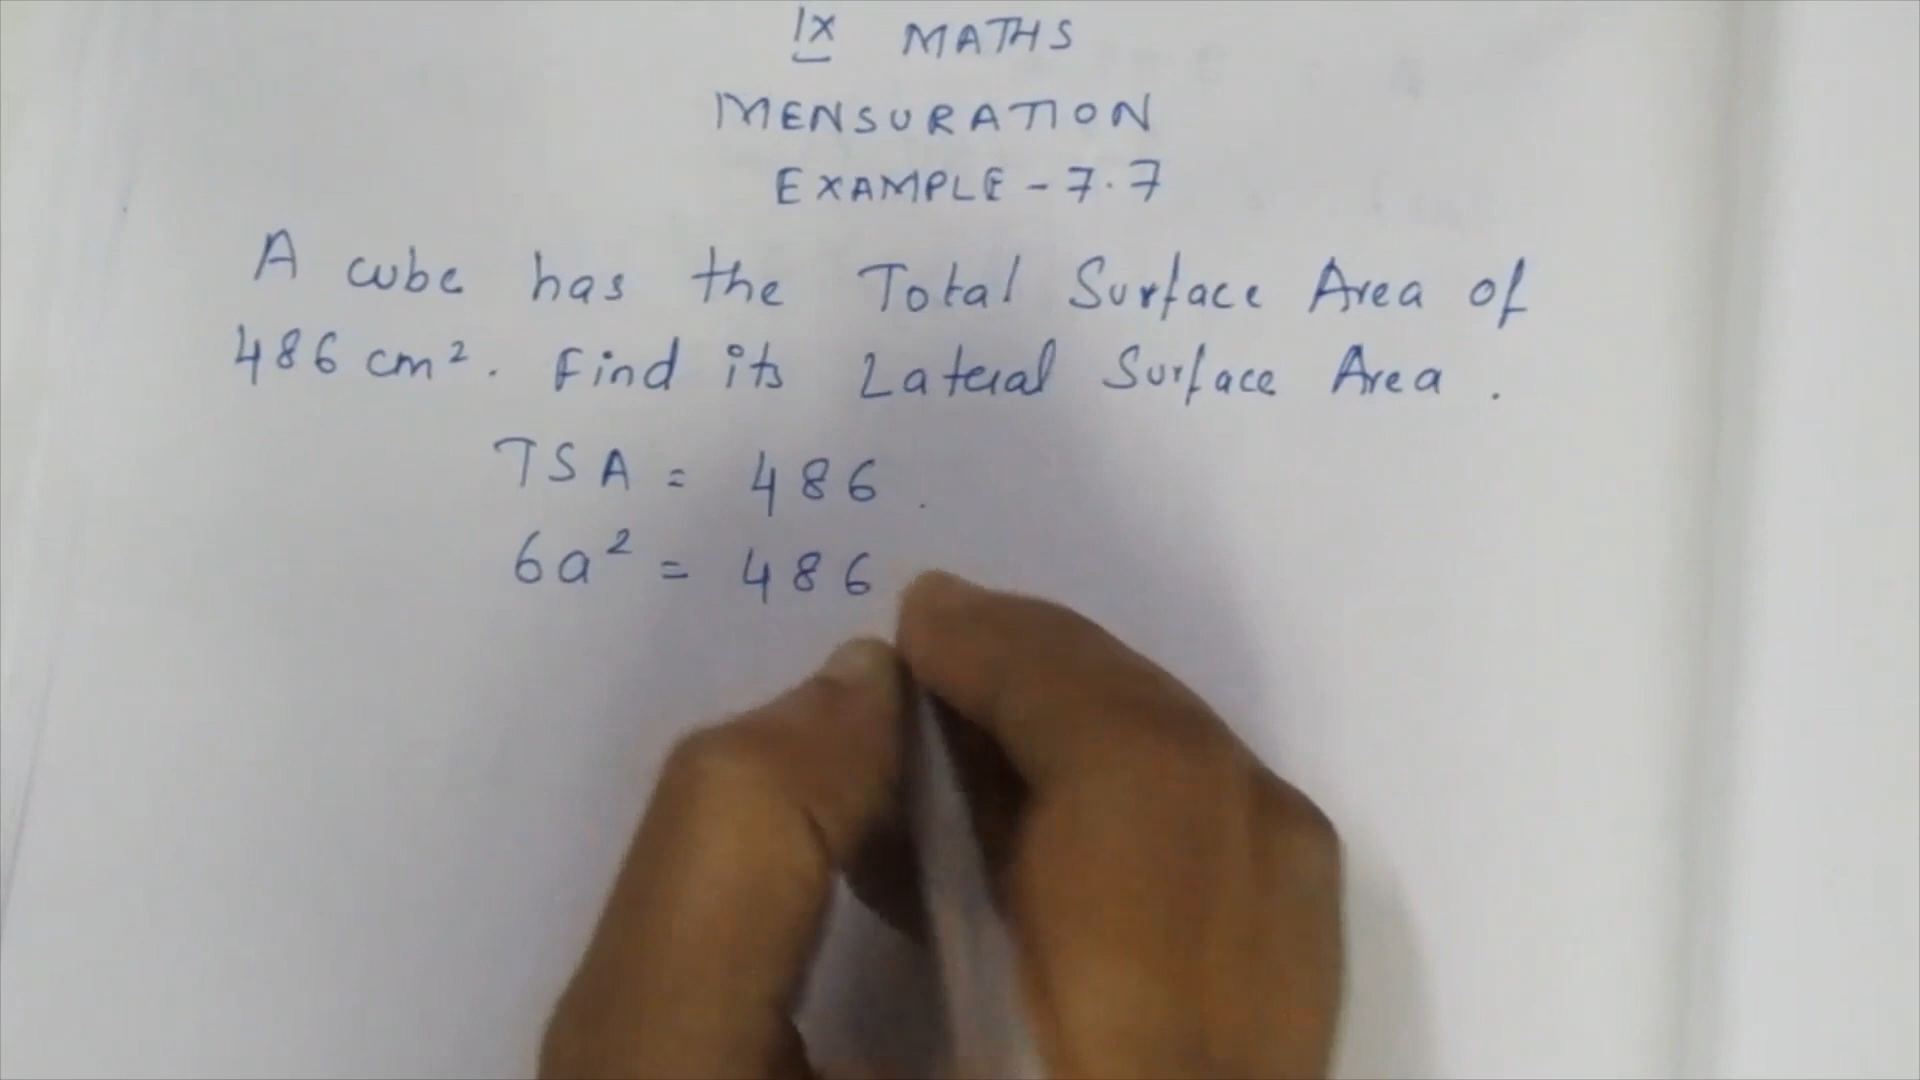 IX MATHS
MENSURATION
EXAMPLE - 7.7
A cube has the Total Surface Area of
486 cm². Find its Lateral Surface Area.
TSA = 486.
6a² = 486